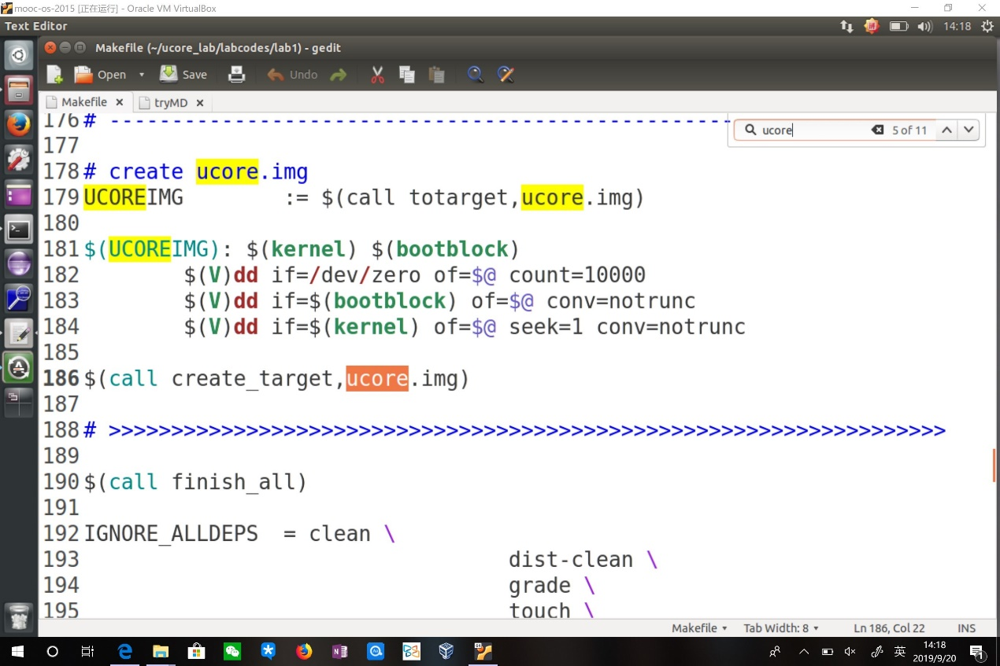 mooc-os-2015 [正在运行] - Oracle VM VirtualBox
Text Editor
14:18
Makefile (~/ucore_lab/labcodes/lab1) - gedit
Open Save Undo
Makefile tryMD
ucore 5 of 11
176 # --------------------------------------------------
177
178 # create ucore.img
179 UCOREIMG := $(call totarget,ucore.img)
180
181 $(UCOREIMG): $(kernel) $(bootblock)
182 $(V)dd if=/dev/zero of=$@ count=10000
183 $(V)dd if=$(bootblock) of=$@ conv=notrunc
184 $(V)dd if=$(kernel) of=$@ seek=1 conv=notrunc
185
186 $(call create_target,ucore.img)
187
188 # >>>>>>>>>>>>>>>>>>>>>>>>>>>>>>>>>>>>>>>>>>>>>>>>>>>>>>>>>>>>>>>>>>>
189
190 $(call finish_all)
191
192 IGNORE_ALLDEPS = clean \
193 dist-clean \
194 grade \
195 touch \
Makefile Tab Width: 8 Ln 186, Col 22 INS
英
14:18
2019/9/20
1